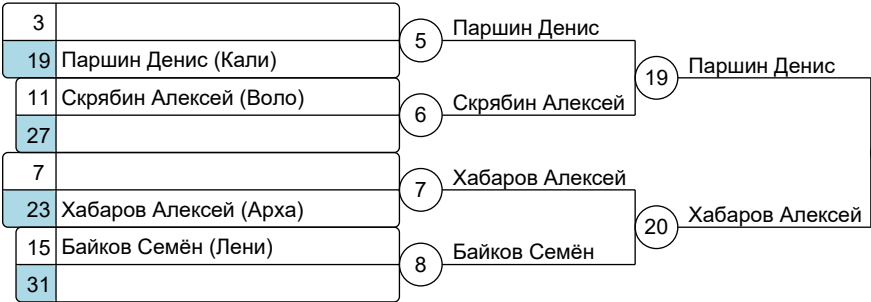 3
19 Паршин Денис (Кали)
11 Скрябин Алексей (Воло)
27
7
23 Хабаров Алексей (Арха)
15 Байков Семён (Лени)
31
5 Паршин Денис
6 Скрябин Алексей
7 Хабаров Алексей
8 Байков Семён
19 Паршин Денис
20 Хабаров Алексей